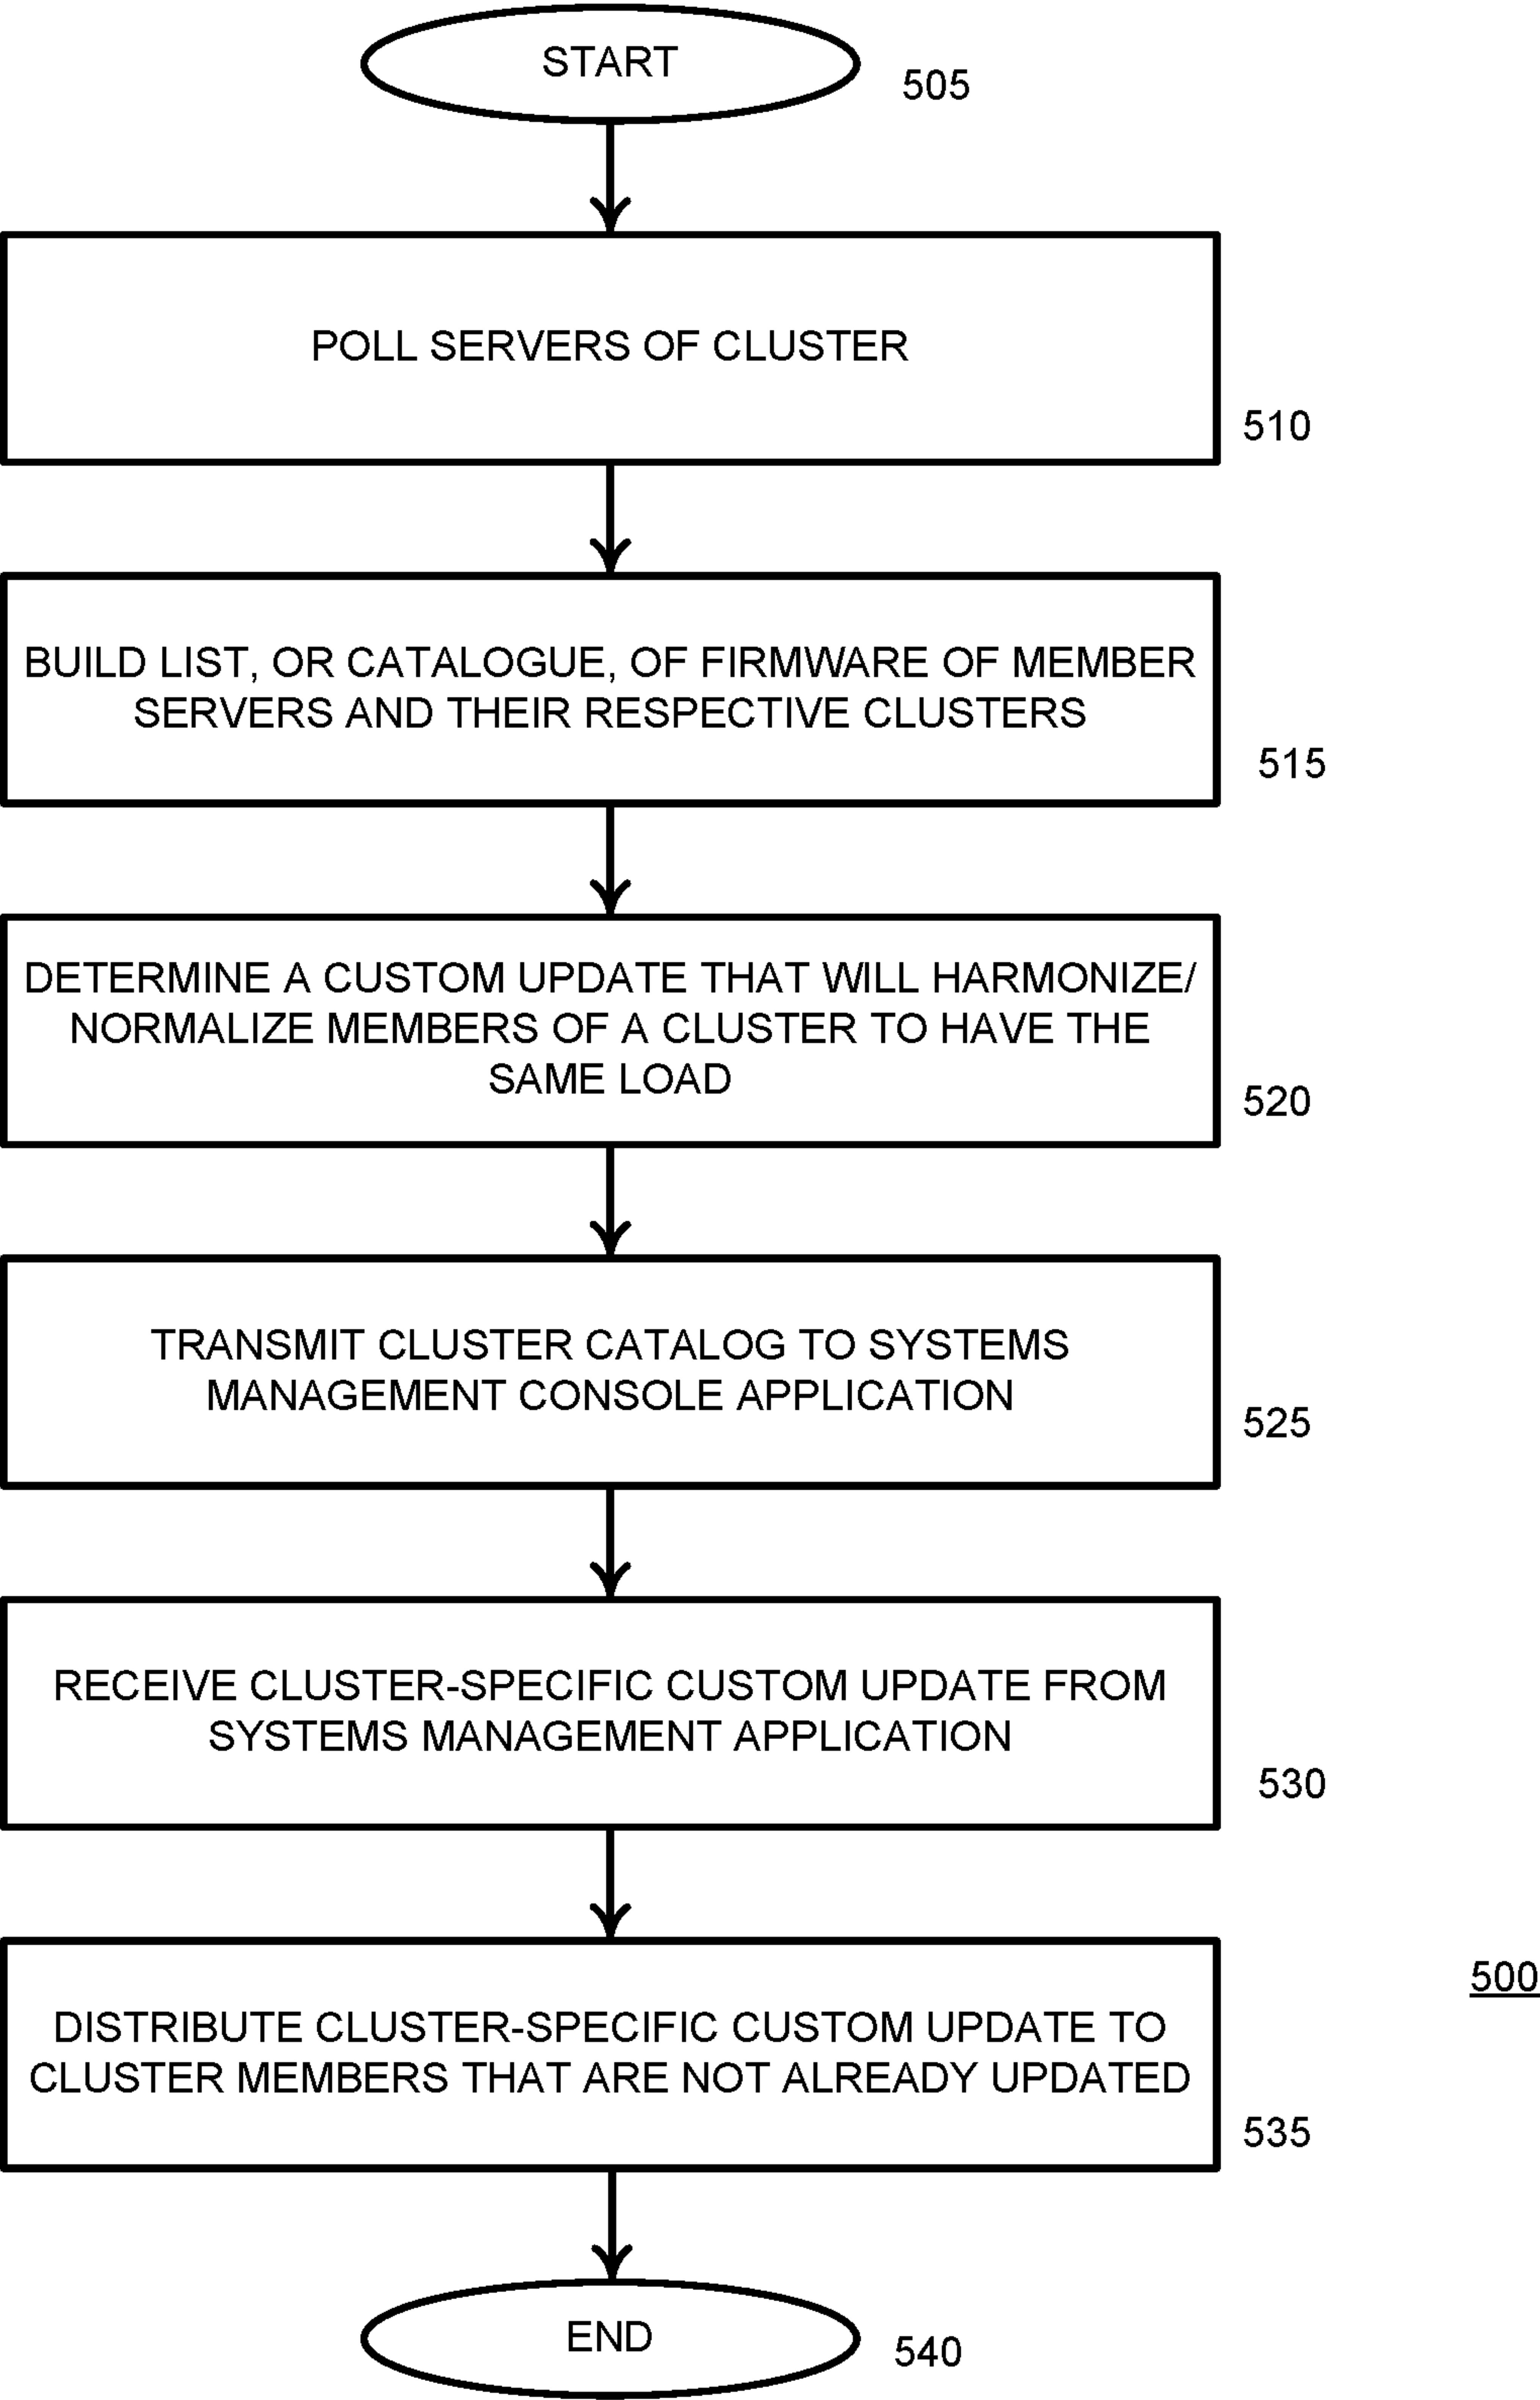 START
505
POLL SERVERS OF CLUSTER
510
BUILD LIST, OR CATALOGUE, OF FIRMWARE OF MEMBER
SERVERS AND THEIR RESPECTIVE CLUSTERS
515
DETERMINE A CUSTOM UPDATE THAT WILL HARMONIZE/
NORMALIZE MEMBERS OF A CLUSTER TO HAVE THE
SAME LOAD
520
TRANSMIT CLUSTER CATALOG TO SYSTEMS
MANAGEMENT CONSOLE APPLICATION
525
RECEIVE CLUSTER-SPECIFIC CUSTOM UPDATE FROM
SYSTEMS MANAGEMENT APPLICATION
530
500
DISTRIBUTE CLUSTER-SPECIFIC CUSTOM UPDATE TO
CLUSTER MEMBERS THAT ARE NOT ALREADY UPDATED
535
END
540